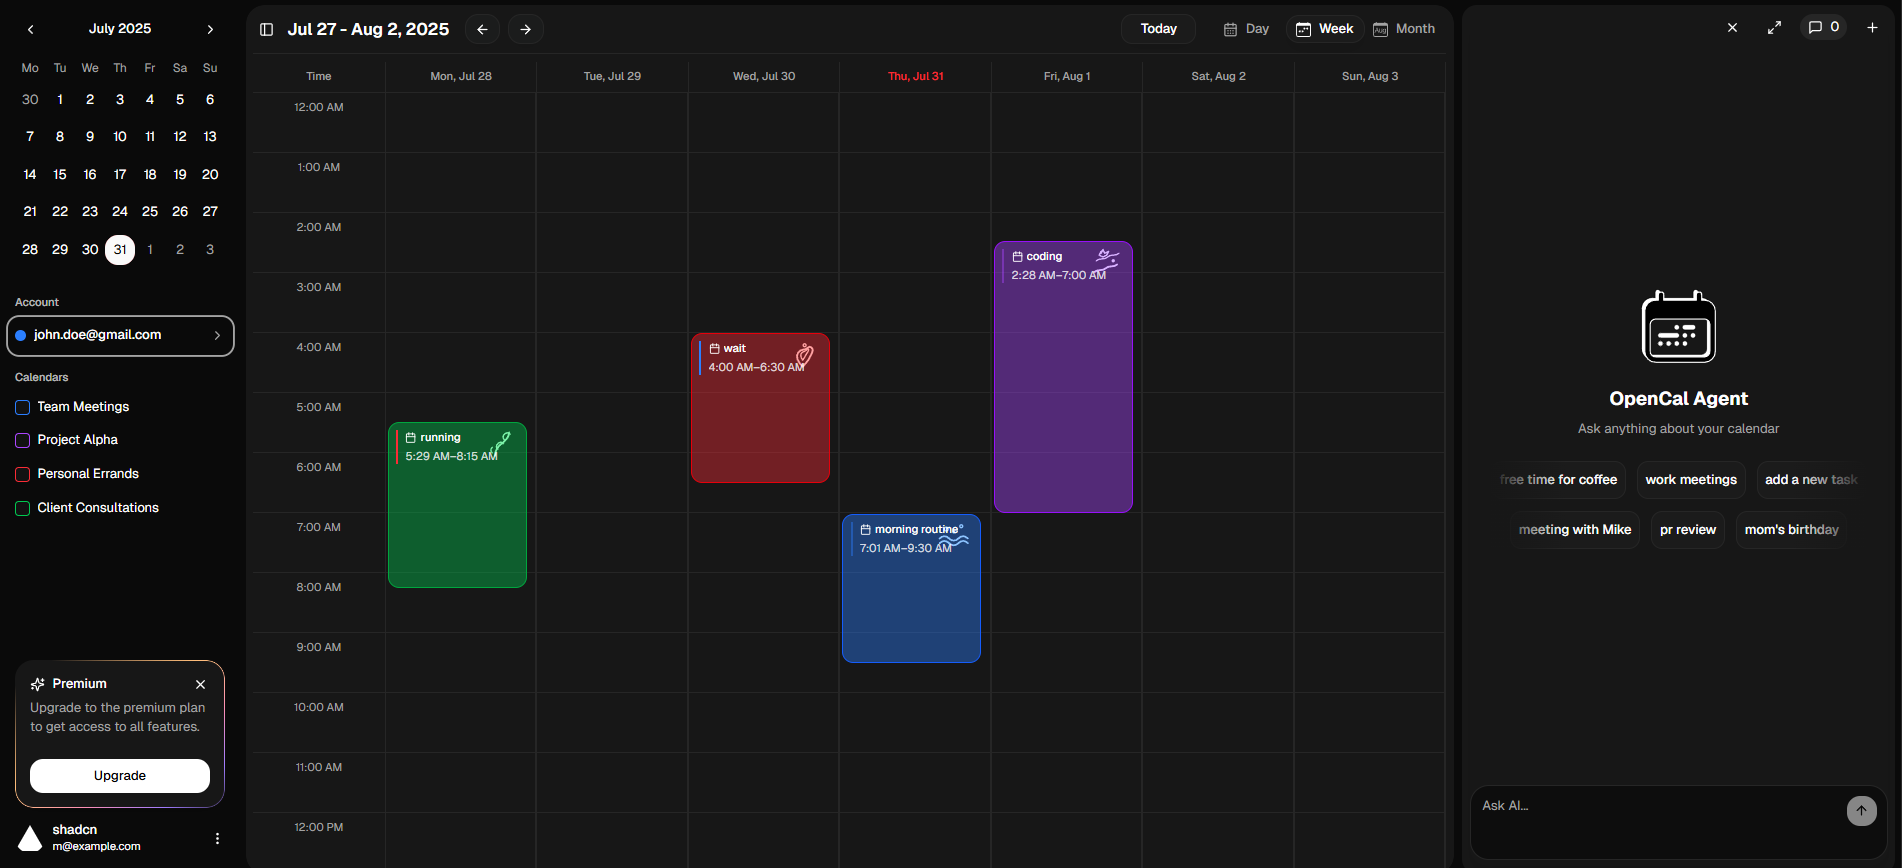 July 2025
Mo Tu We Th Fr Sa Su
30 1 2 3 4 5 6
7 8 9 10 11 12 13
14 15 16 17 18 19 20
21 22 23 24 25 26 27
28 29 30 31 1 2 3
Account
john.doe@gmail.com
Calendars
Team Meetings
Project Alpha
Personal Errands
Client Consultations
Premium
Upgrade to the premium plan
to get access to all features.
Upgrade
shadcn
m@example.com
Jul 27 - Aug 2, 2025
Today
Day
Week
Aug
Month
Time Mon, Jul 28 Tue, Jul 29 Wed, Jul 30 Thu, Jul 31 Fri, Aug 1 Sat, Aug 2 Sun, Aug 3
12:00 AM
1:00 AM
2:00 AM
3:00 AM
4:00 AM
5:00 AM
6:00 AM
7:00 AM
8:00 AM
9:00 AM
10:00 AM
11:00 AM
12:00 PM
running
5:29 AM–8:15 AM
wait
4:00 AM–6:30 AM
morning routine
7:01 AM–9:30 AM
coding
2:28 AM–7:00 AM
0
OpenCal Agent
Ask anything about your calendar
free time for coffee work meetings add a new task
meeting with Mike pr review mom's birthday
Ask AI...